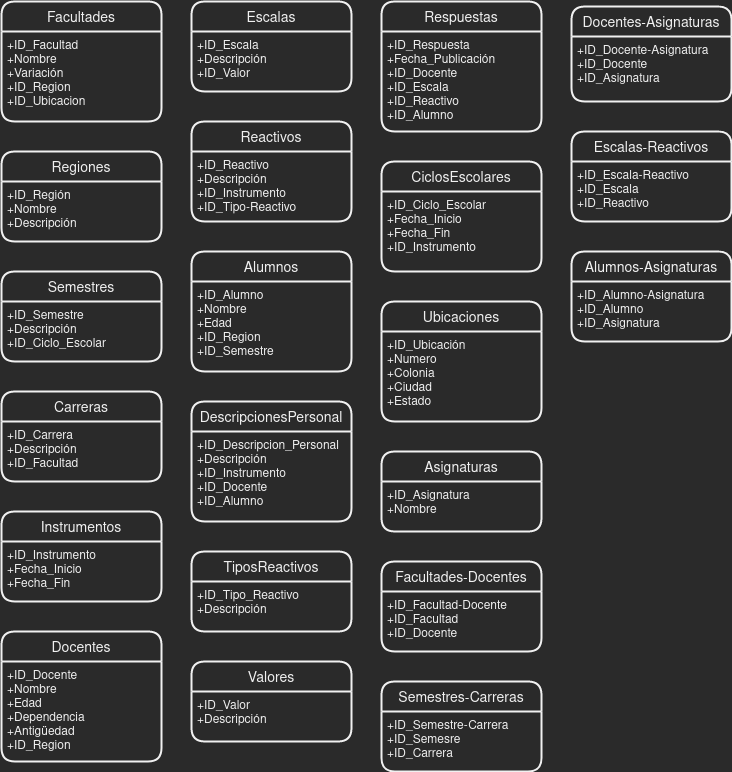 Facultades
+ID_Facultad
+Nombre
+Variación
+ID_Region
+ID_Ubicacion
Regiones
+ID_Región
+Nombre
+Descripción
Semestres
+ID_Semestre
+Descripción
+ID_Ciclo_Escolar
Carreras
+ID_Carrera
+Descripción
+ID_Facultad
Instrumentos
+ID_Instrumento
+Fecha_Inicio
+Fecha_Fin
Docentes
+ID_Docente
+Nombre
+Edad
+Dependencia
+Antigüedad
+ID_Region
Escalas
+ID_Escala
+Descripción
+ID_Valor
Reactivos
+ID_Reactivo
+Descripción
+ID_Instrumento
+ID_Tipo-Reactivo
Alumnos
+ID_Alumno
+Nombre
+Edad
+ID_Region
+ID_Semestre
DescripcionesPersonal
+ID_Descripcion_Personal
+Descripción
+ID_Instrumento
+ID_Docente
+ID_Alumno
TiposReactivos
+ID_Tipo_Reactivo
+Descripción
Valores
+ID_Valor
+Descripción
Respuestas
+ID_Respuesta
+Fecha_Publicación
+ID_Docente
+ID_Escala
+ID_Reactivo
+ID_Alumno
CiclosEscolares
+ID_Ciclo_Escolar
+Fecha_Inicio
+Fecha_Fin
+ID_Instrumento
Ubicaciones
+ID_Ubicación
+Numero
+Colonia
+Ciudad
+Estado
Asignaturas
+ID_Asignatura
+Nombre
Facultades-Docentes
+ID_Facultad-Docente
+ID_Facultad
+ID_Docente
Semestres-Carreras
+ID_Semestre-Carrera
+ID_Semesre
+ID_Carrera
Docentes-Asignaturas
+ID_Docente-Asignatura
+ID_Docente
+ID_Asignatura
Escalas-Reactivos
+ID_Escala-Reactivo
+ID_Escala
+ID_Reactivo
Alumnos-Asignaturas
+ID_Alumno-Asignatura
+ID_Alumno
+ID_Asignatura